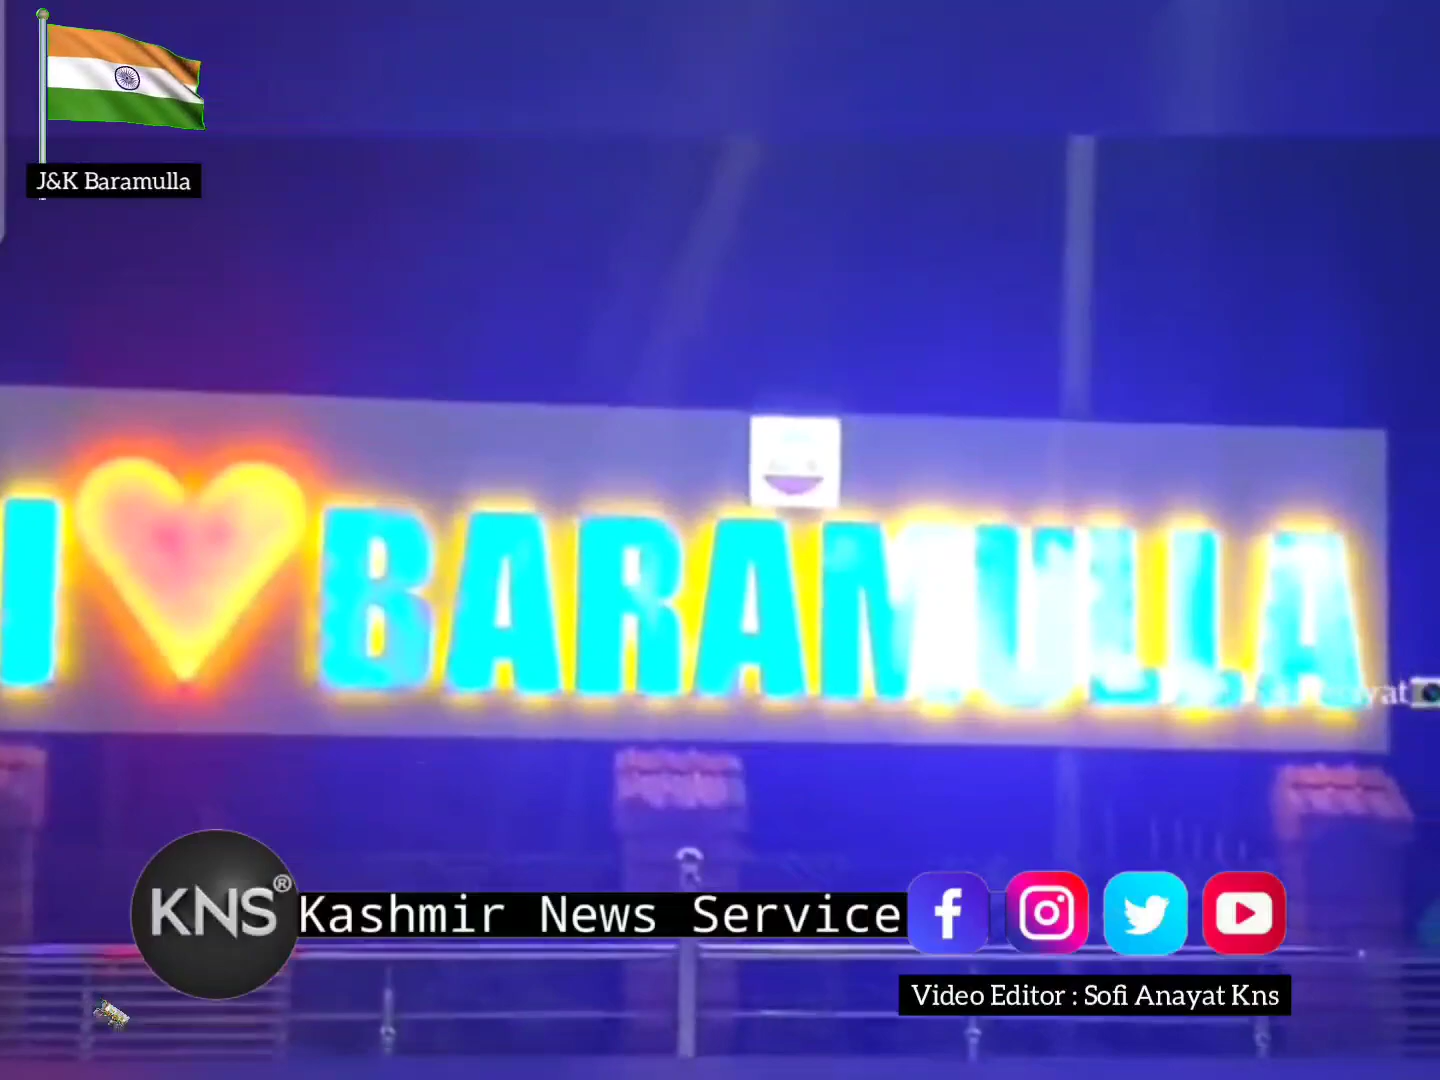 J&K Baramulla
I ♥ BARAMULLA
KNS®
Kashmir News Service
Video Editor : Sofi Anayat Kns